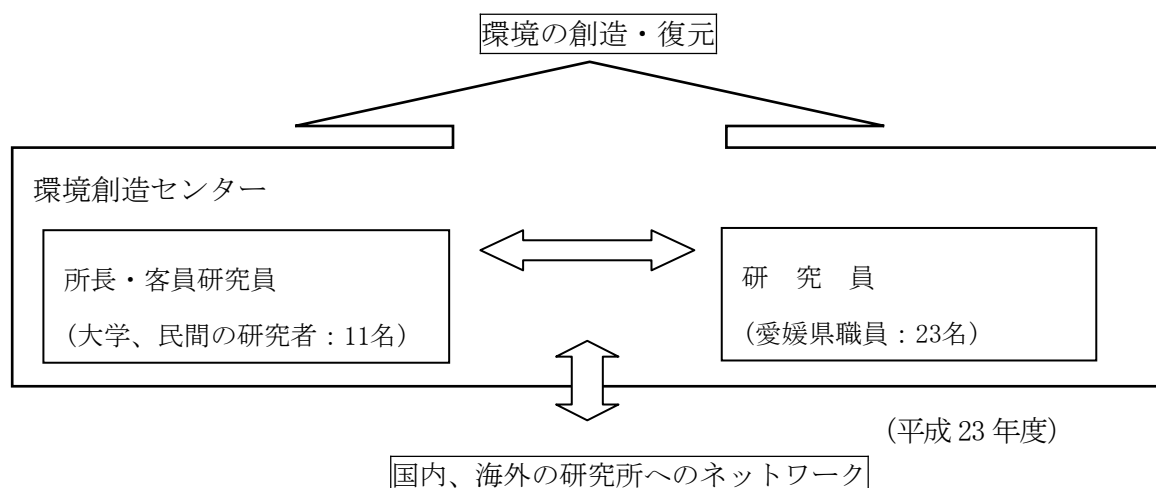 環境の創造・復元
環境創造センター
所長・客員研究員
(大学、民間の研究者：11名)
研　究　員
(愛媛県職員：23名)
(平成 23 年度)
国内、海外の研究所へのネットワーク